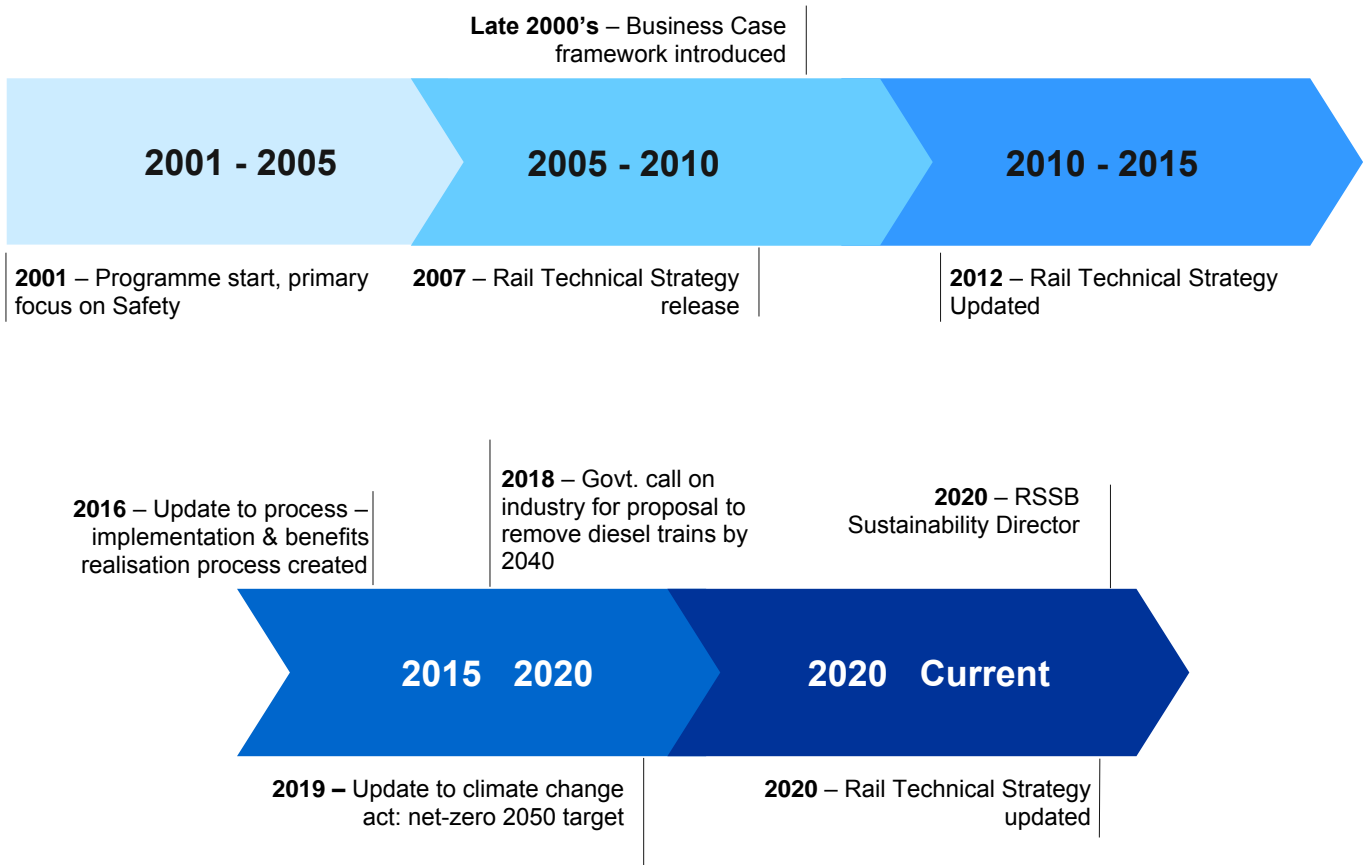 Late 2000's – Business Case
framework introduced
2001 - 2005
2005 - 2010
2010 - 2015
2001 – Programme start, primary
focus on Safety
2007 – Rail Technical Strategy
release
2012 – Rail Technical Strategy
Updated
2016 – Update to process –
implementation & benefits
realisation process created
2018 – Govt. call on
industry for proposal to
remove diesel trains by
2040
2020 – RSSB
Sustainability Director
2015 2020
2020 Current
2019 – Update to climate change
act: net-zero 2050 target
2020 – Rail Technical Strategy
updated